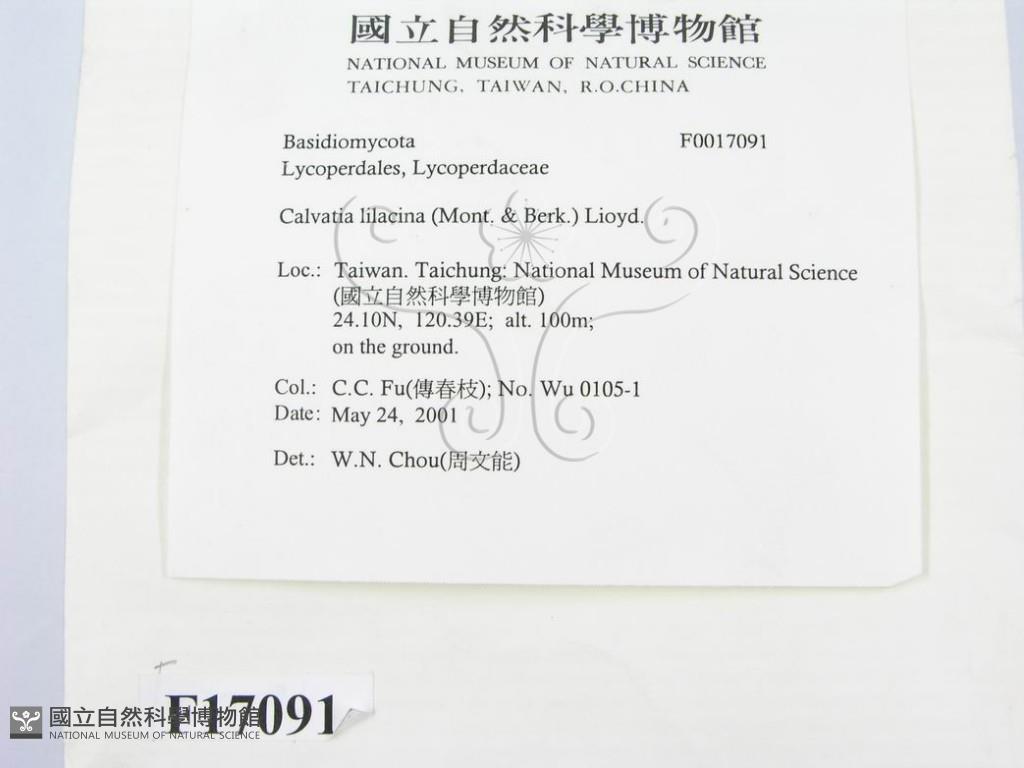 國立自然科學博物館
NATIONAL MUSEUM OF NATURAL SCIENCE
TAICHUNG, TAIWAN, R.O.CHINA
Basidiomycota F0017091
Lycoperdales, Lycoperdaceae
Calvatia lilacina (Mont. & Berk.) Lioyd.
Loc.: Taiwan. Taichung: National Museum of Natural Science
(國立自然科學博物館)
24.10N, 120.39E; alt. 100m;
on the ground.
Col.: C.C. Fu(傅春枝); No. Wu 0105-1
Date: May 24, 2001
Det.: W.N. Chou(周文能)
F17091
國立自然科學博物館
NATIONAL MUSEUM OF NATURAL SCIENCE